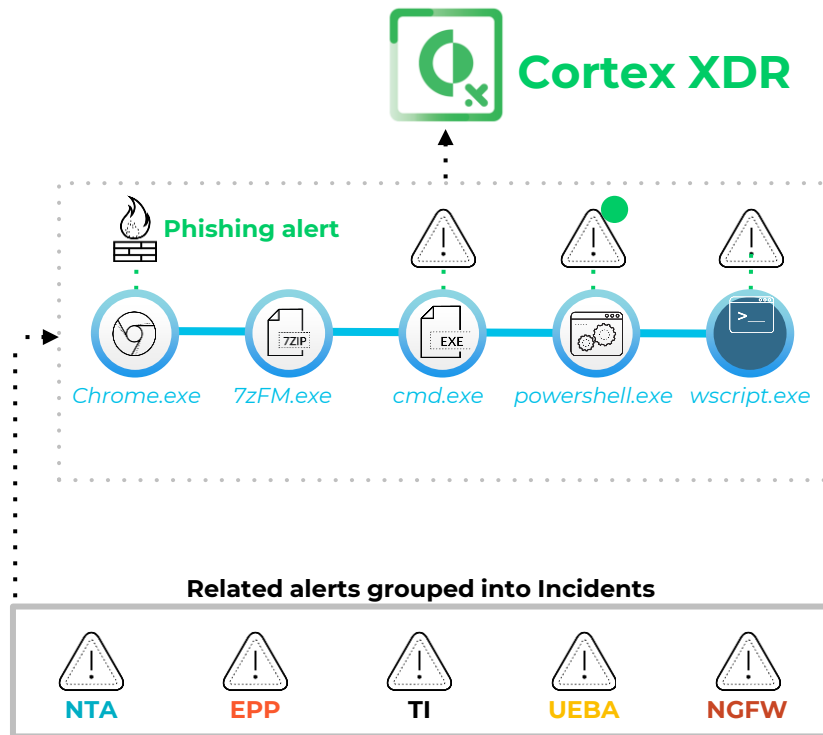 Cortex XDR
Phishing alert
7ZIP
EXE
>_
Chrome.exe 7zFM.exe cmd.exe powershell.exe wscript.exe
Related alerts grouped into Incidents
NTA EPP TI UEBA NGFW